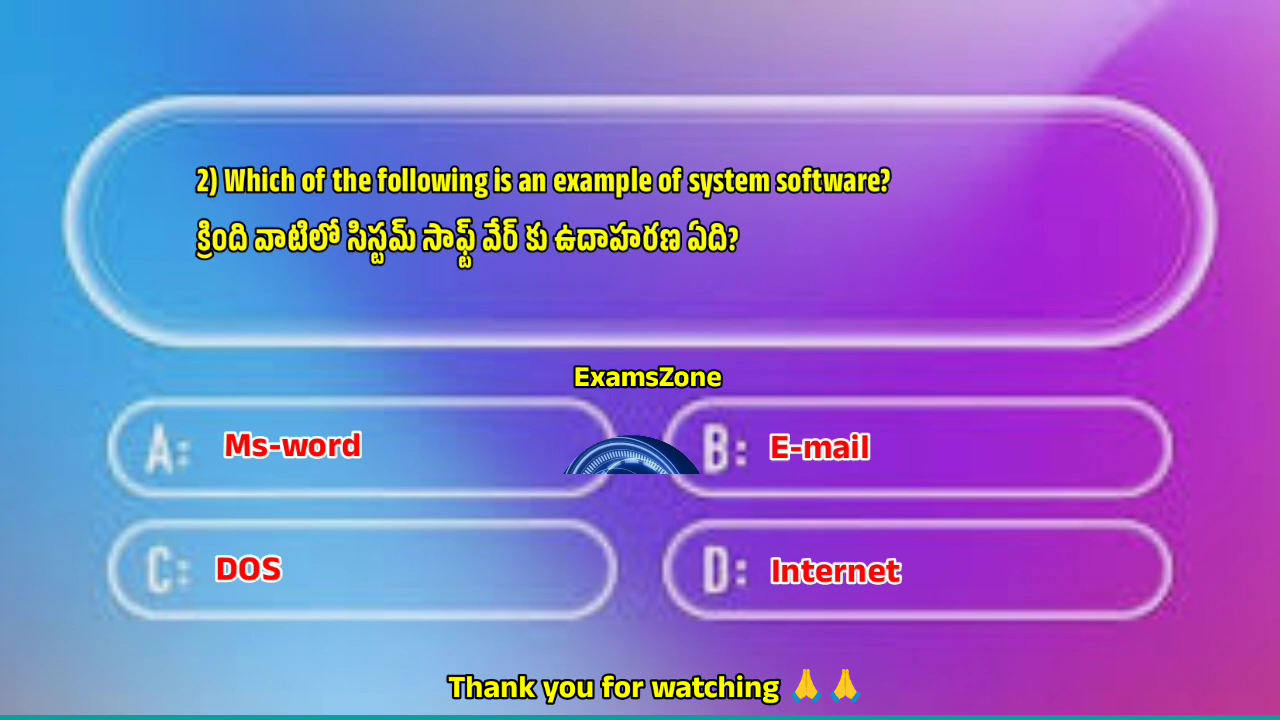 2) Which of the following is an example of system software?
క్రింది వాటిలో సిస్టమ్ సాఫ్ట్ వేర్ కు ఉదాహరణ ఏది?
ExamsZone
A: Ms-word
B: E-mail
C: DOS
D: Internet
Thank you for watching 🙏 🙏